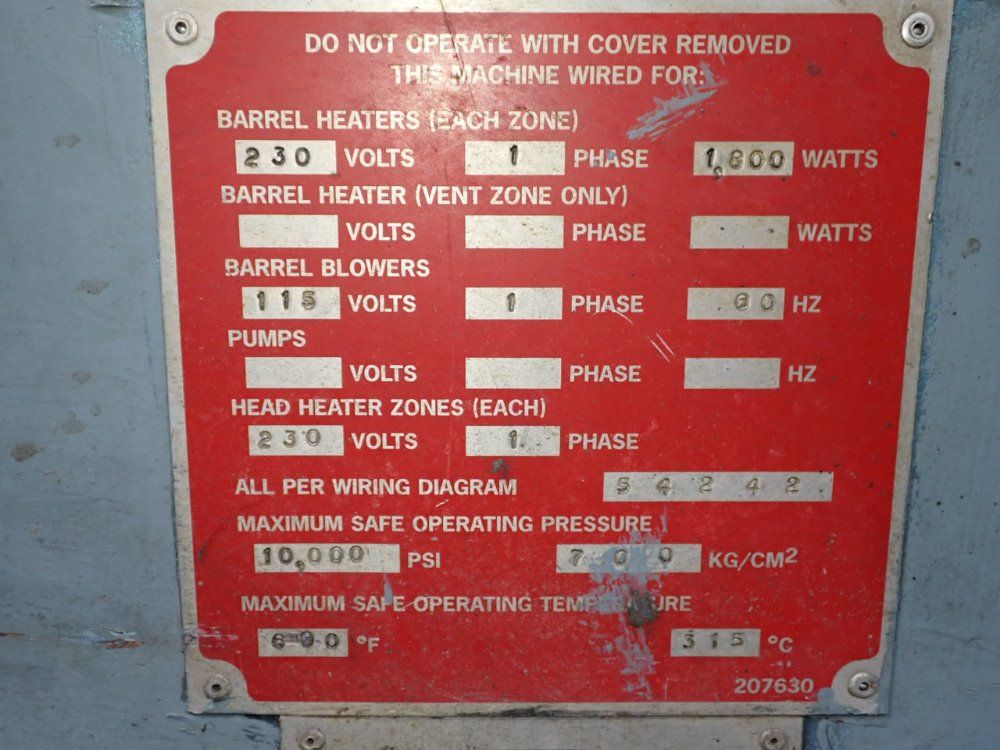 DO NOT OPERATE WITH COVER REMOVED
THIS MACHINE WIRED FOR:
BARREL HEATERS (EACH ZONE)
230 VOLTS 1 PHASE 1,800 WATTS
BARREL HEATER (VENT ZONE ONLY)
VOLTS PHASE WATTS
BARREL BLOWERS
115 VOLTS 1 PHASE 60 HZ
PUMPS
VOLTS PHASE HZ
HEAD HEATER ZONES (EACH)
230 VOLTS 1 PHASE
ALL PER WIRING DIAGRAM 54242
MAXIMUM SAFE OPERATING PRESSURE
10,000 PSI 700 KG/CM²
MAXIMUM SAFE OPERATING TEMPERATURE
°F 315 °C
207630